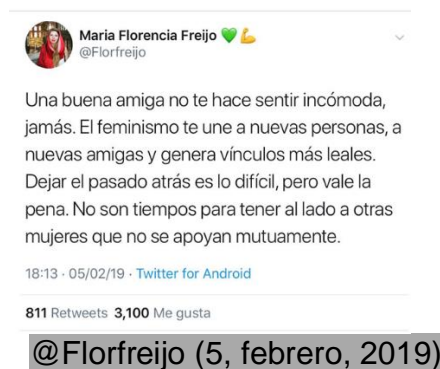 Maria Florencia Freijo 💚💪
@Florfreijo
Una buena amiga no te hace sentir incómoda,
jamás. El feminismo te une a nuevas personas, a
nuevas amigas y genera vínculos más leales.
Dejar el pasado atrás es lo difícil, pero vale la
pena. No son tiempos para tener al lado a otras
mujeres que no se apoyan mutuamente.
18:13 · 05/02/19 · Twitter for Android
811 Retweets 3,100 Me gusta
@Florfreijo (5, febrero, 2019)